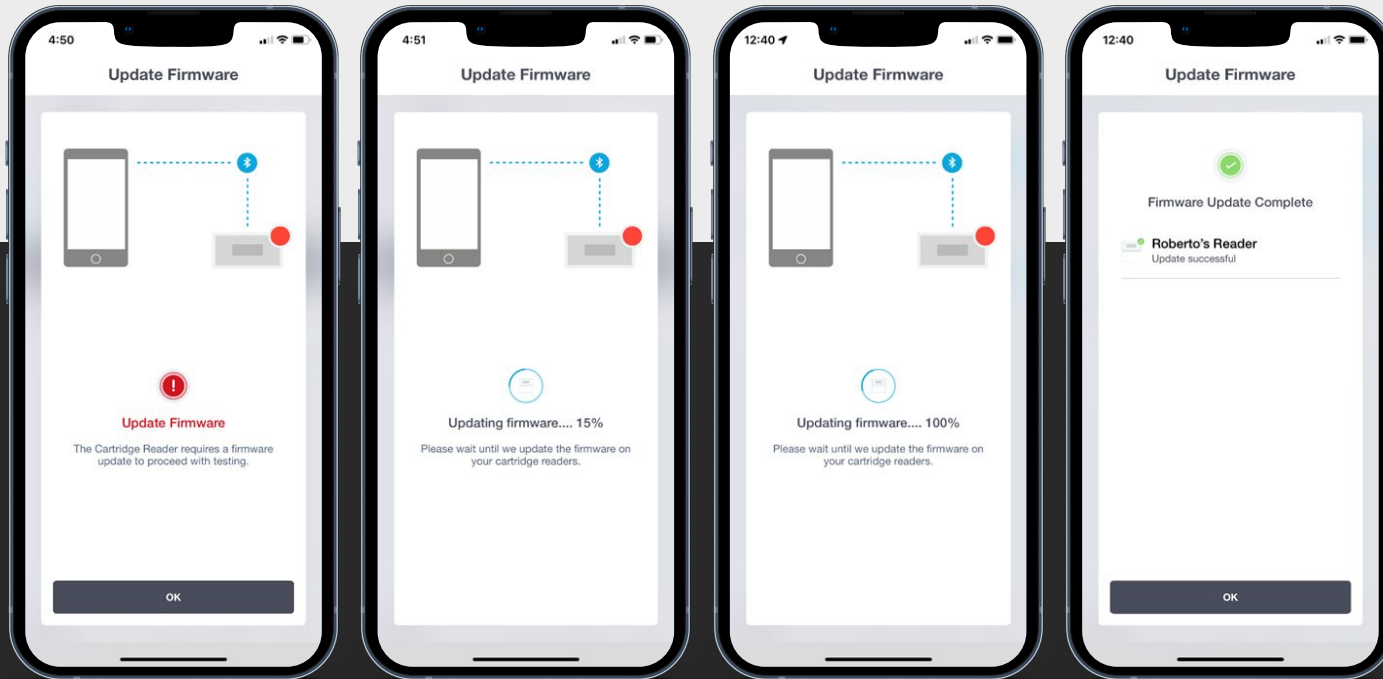 4:50
Update Firmware
Update Firmware
The Cartridge Reader requires a firmware
update to proceed with testing.
OK
4:51
Update Firmware
Updating firmware.... 15%
Please wait until we update the firmware on
your cartridge readers.
12:40
Update Firmware
Updating firmware.... 100%
Please wait until we update the firmware on
your cartridge readers.
12:40
Update Firmware
Firmware Update Complete
Roberto’s Reader
Update successful
OK